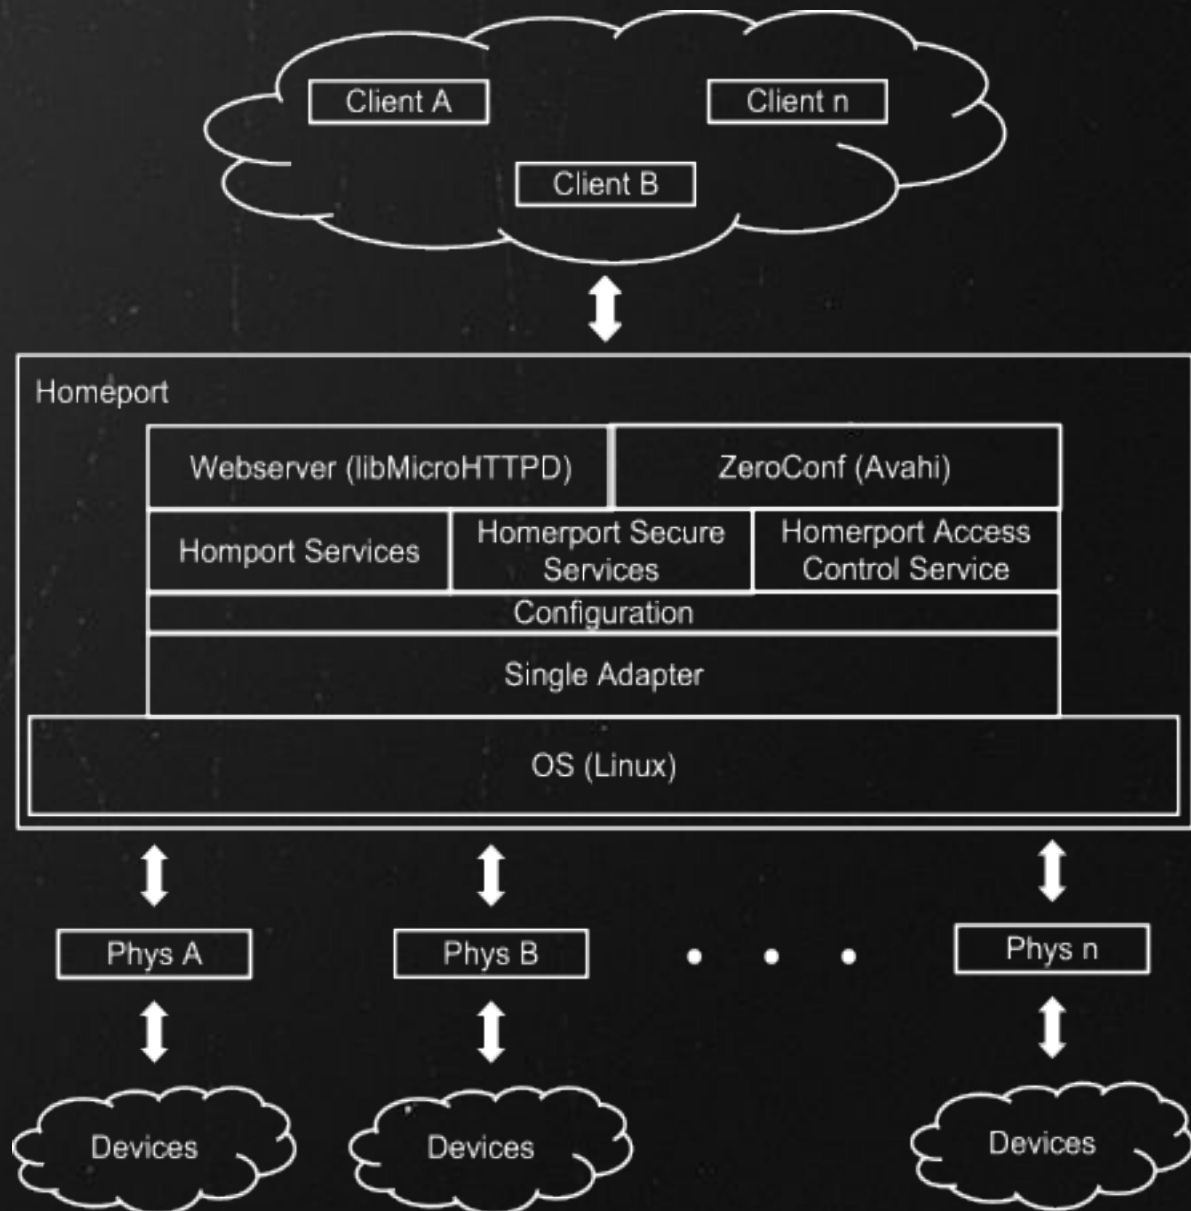 Client A
Client n
Client B
Homeport
Webserver (libMicroHTTPD)
ZeroConf (Avahi)
Homport Services
Homerport Secure
Services
Homerport Access
Control Service
Configuration
Single Adapter
OS (Linux)
Phys A
Phys B
Phys n
Devices
Devices
Devices